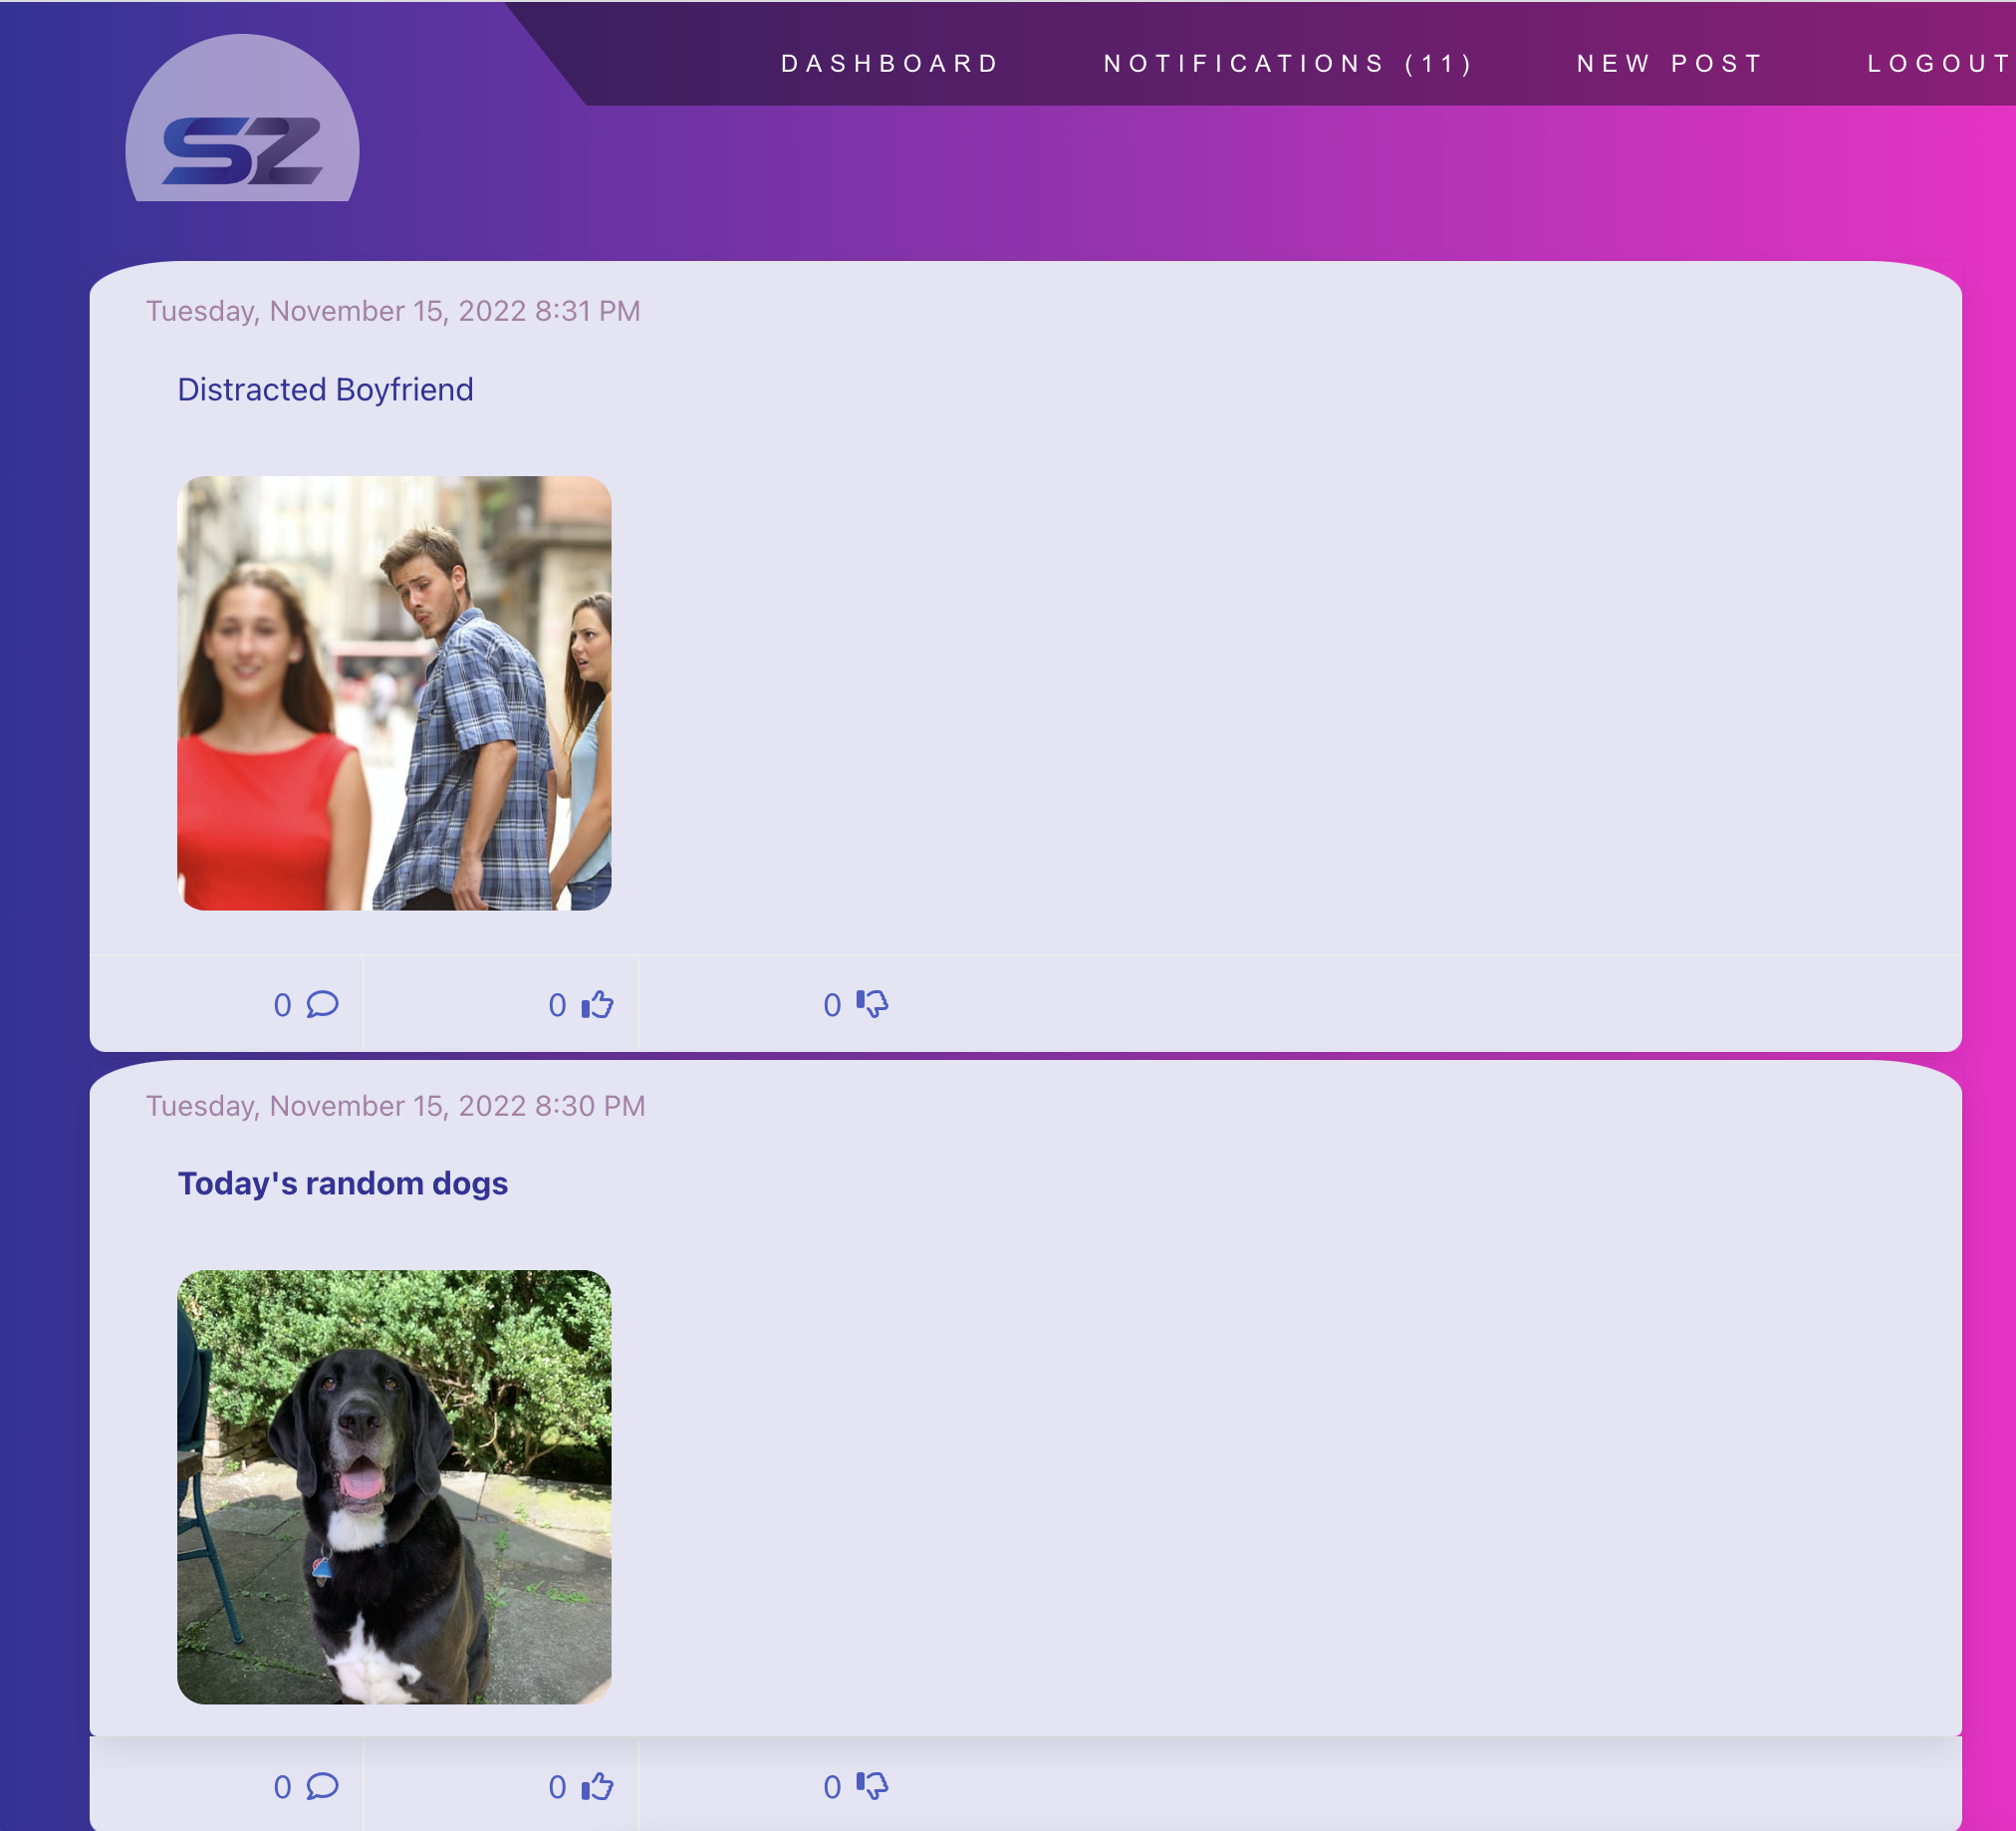 SZ
DASHBOARD NOTIFICATIONS (11) NEW POST LOGOUT
Tuesday, November 15, 2022 8:31 PM
Distracted Boyfriend
0 0 0
Tuesday, November 15, 2022 8:30 PM
Today's random dogs
0 0 0